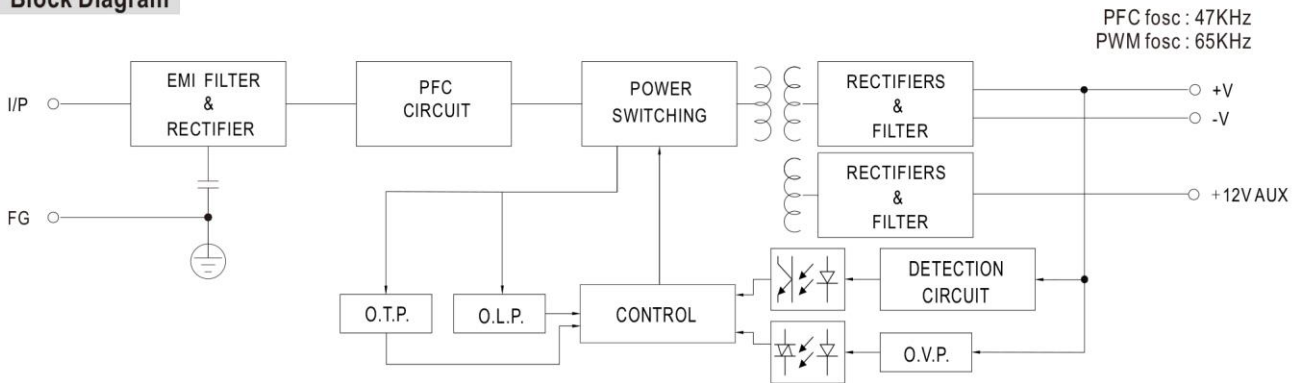 Block Diagram
PFC fosc : 47KHz
PWM fosc : 65KHz
I/P
EMI FILTER
&
RECTIFIER
PFC
CIRCUIT
POWER
SWITCHING
RECTIFIERS
&
FILTER
+V
-V
RECTIFIERS
&
FILTER
+12V AUX
FG
DETECTION
CIRCUIT
O.T.P.
O.L.P.
CONTROL
O.V.P.